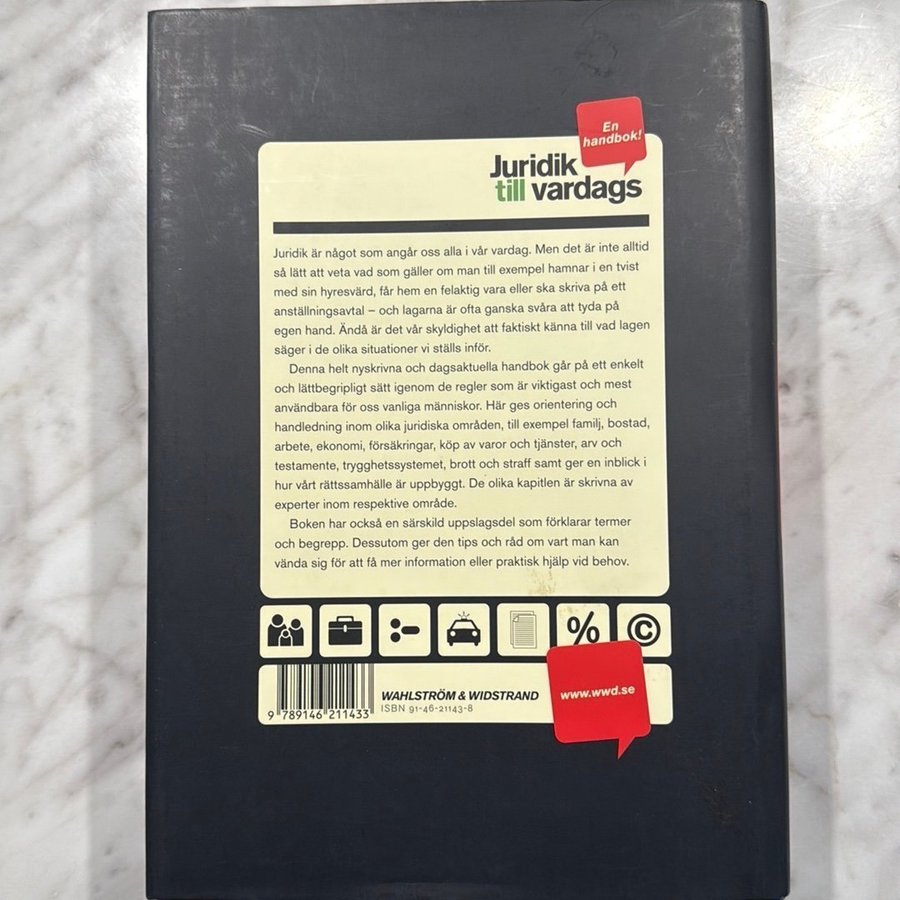 En
handbok!
Juridik
till vardags
Juridik är något som angår oss alla i vår vardag. Men det är inte alltid
så lätt att veta vad som gäller om man till exempel hamnar i en tvist
med sin hyresvärd, får hem en felaktig vara eller ska skriva på ett
anställningsavtal – och lagarna är ofta ganska svåra att tyda på
egen hand. Ändå är det vår skyldighet att faktiskt känna till vad lagen
säger i de olika situationer vi ställs inför.
Denna helt nyskrivna och dagsaktuella handbok går på ett enkelt
och lättbegripligt sätt igenom de regler som är viktigast och mest
användbara för oss vanliga människor. Här ges orientering och
handledning inom olika juridiska områden, till exempel familj, bostad,
arbete, ekonomi, försäkringar, köp av varor och tjänster, arv och
testamente, trygghetssystemet, brott och straff samt ger en inblick i
hur vårt rättssamhälle är uppbyggt. De olika kapitlen är skrivna av
experter inom respektive område.
Boken har också en särskild uppslagsdel som förklarar termer
och begrepp. Dessutom ger den tips och råd om vart man kan
vända sig för att få mer information eller praktisk hjälp vid behov.
% ©
WAHLSTRÖM & WIDSTRAND
ISBN 91-46-21143-8
www.wwd.se
9 789146 211433